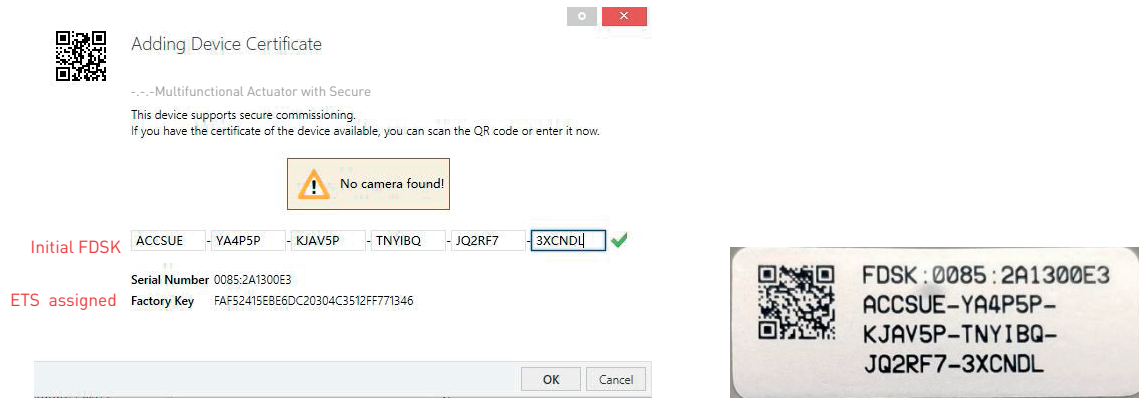 Adding Device Certificate
-.-.-Multifunctional Actuator with Secure
This device supports secure commissioning.
If you have the certificate of the device available, you can scan the QR code or enter it now.
No camera found!
Initial FDSK ACCSUE - YA4P5P - KJAV5P - TNYIBQ - JQ2RF7 - 3XCNDL
Serial Number 0085:2A1300E3
ETS assigned Factory Key FAF52415EBE6DC20304C3512FF771346
OK Cancel
FDSK:0085:2A1300E3
ACCSUE-YA4P5P-
KJAV5P-TNYIBQ-
JQ2RF7-3XCNDL